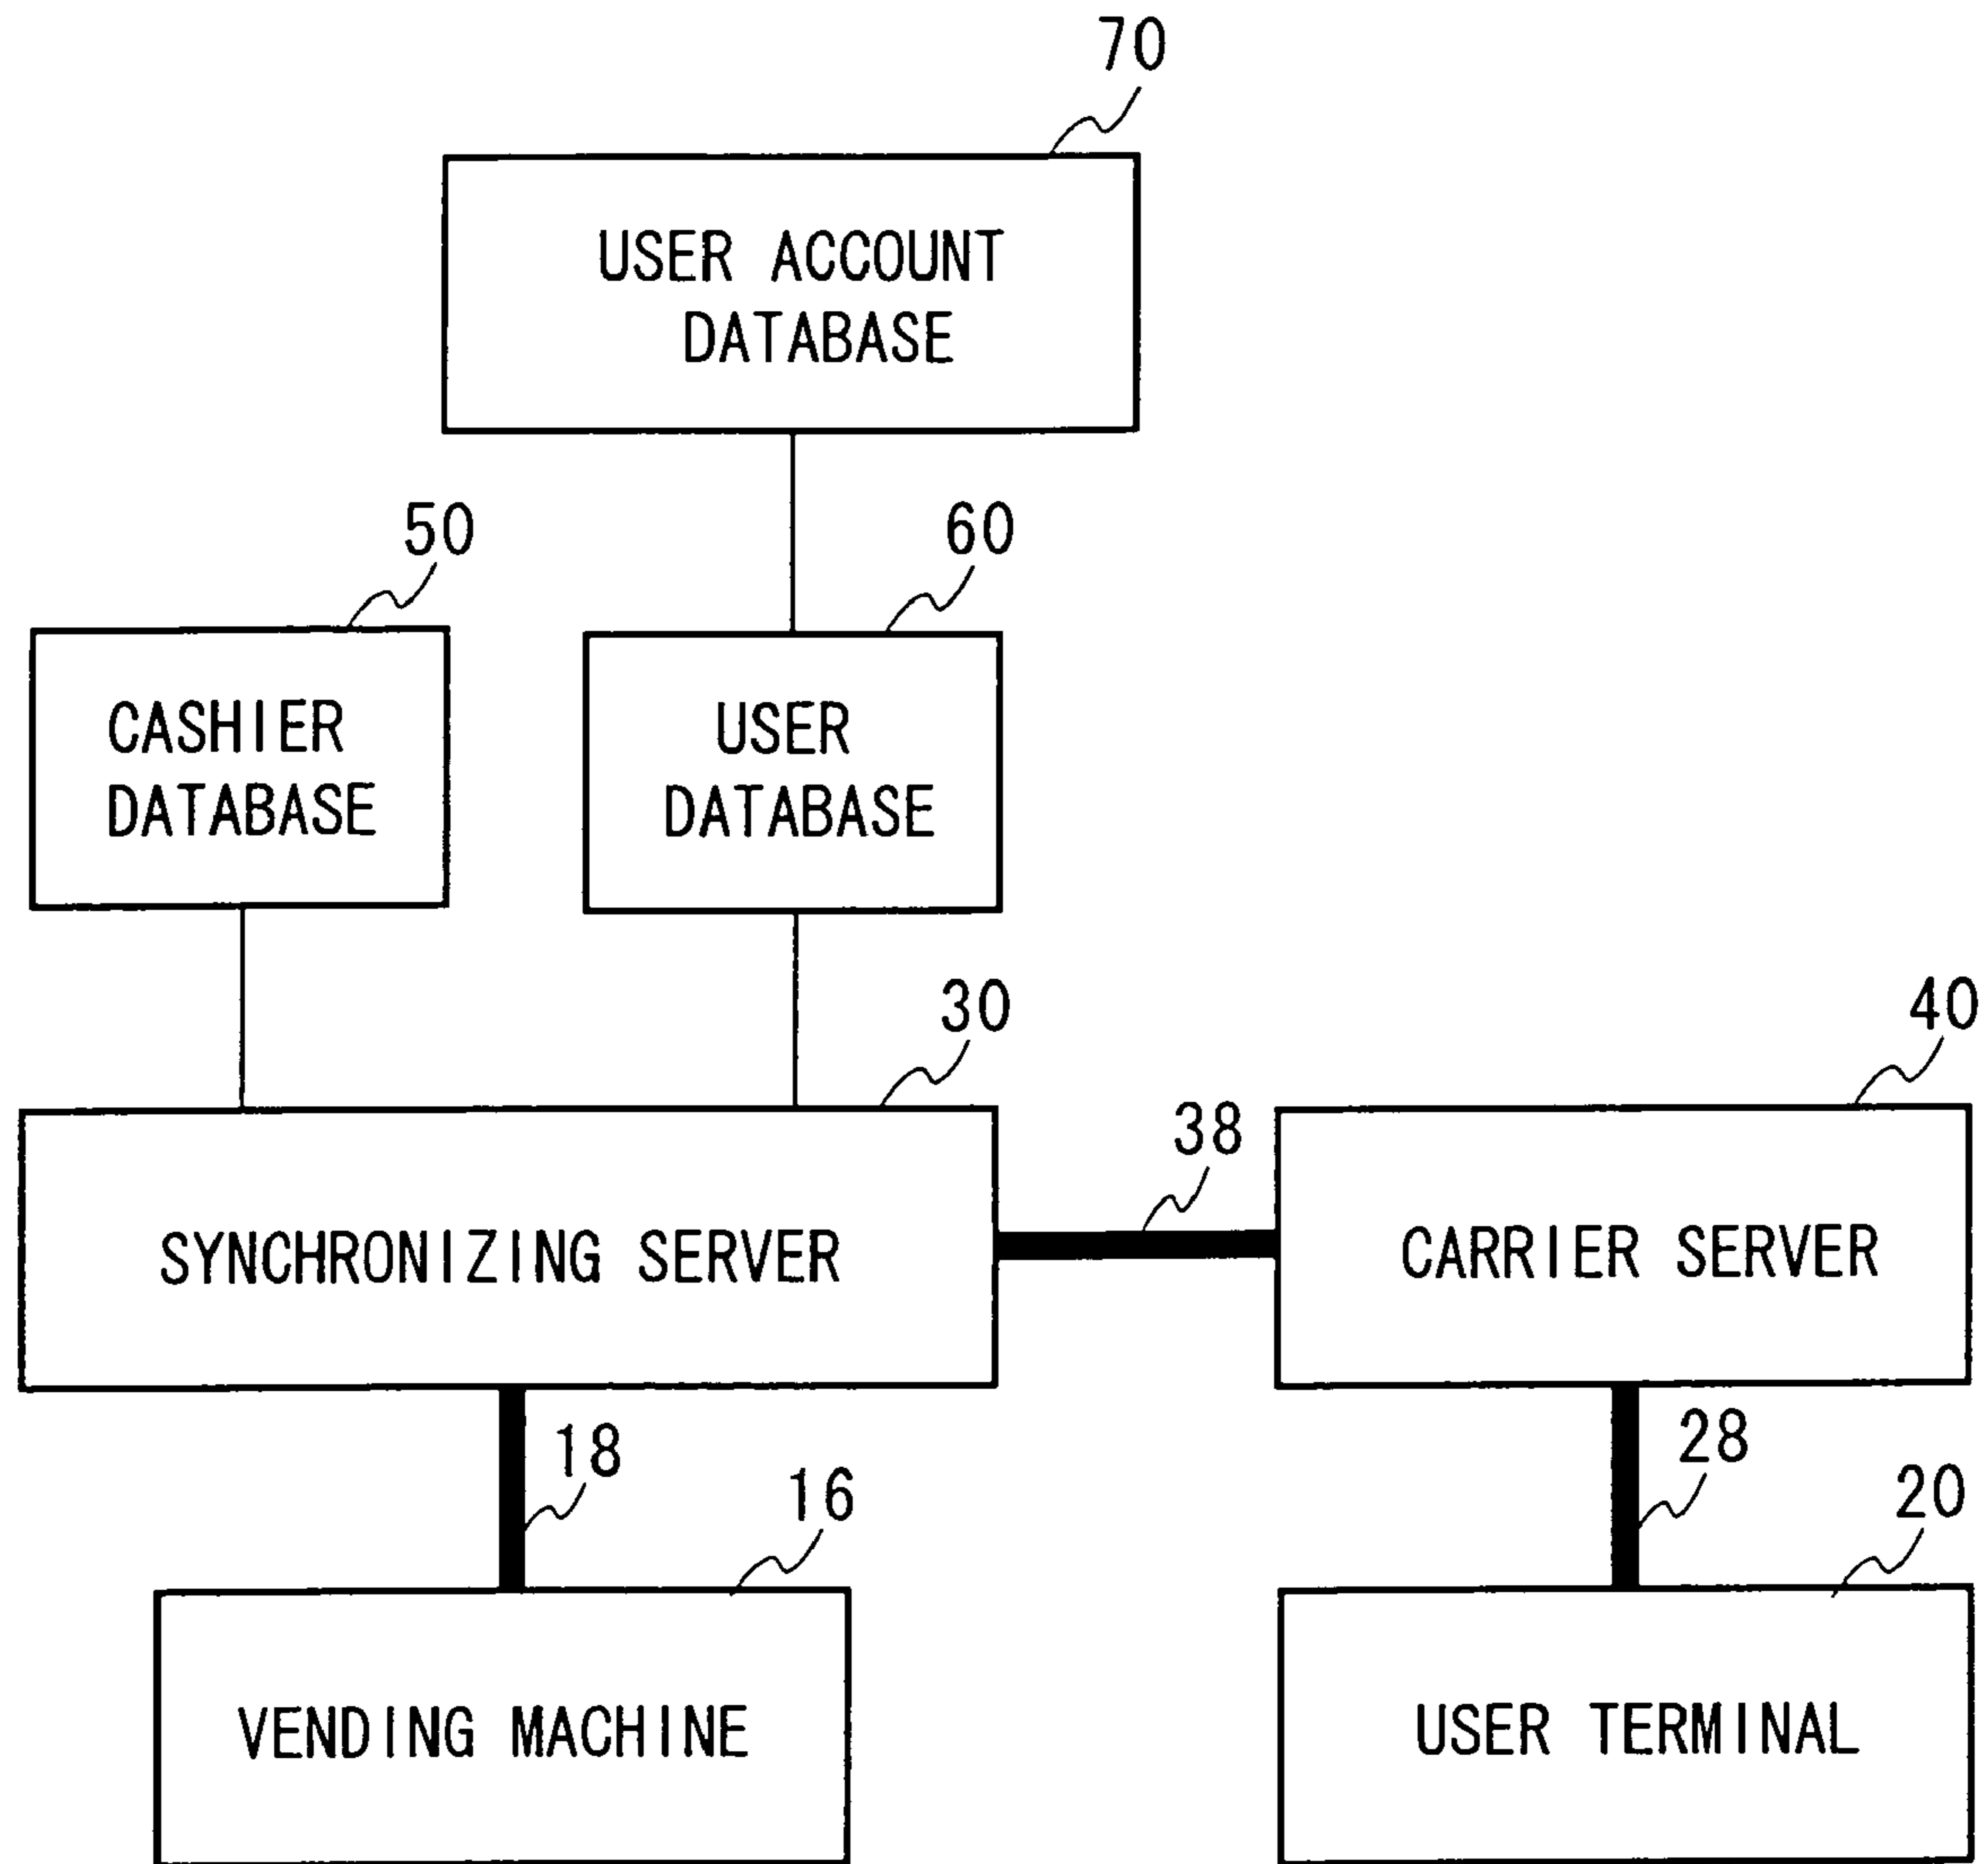 70
USER ACCOUNT
DATABASE
50
60
CASHIER
DATABASE
USER
DATABASE
30
40
38
SYNCHRONIZING SERVER
CARRIER SERVER
18
28
16
20
VENDING MACHINE
USER TERMINAL